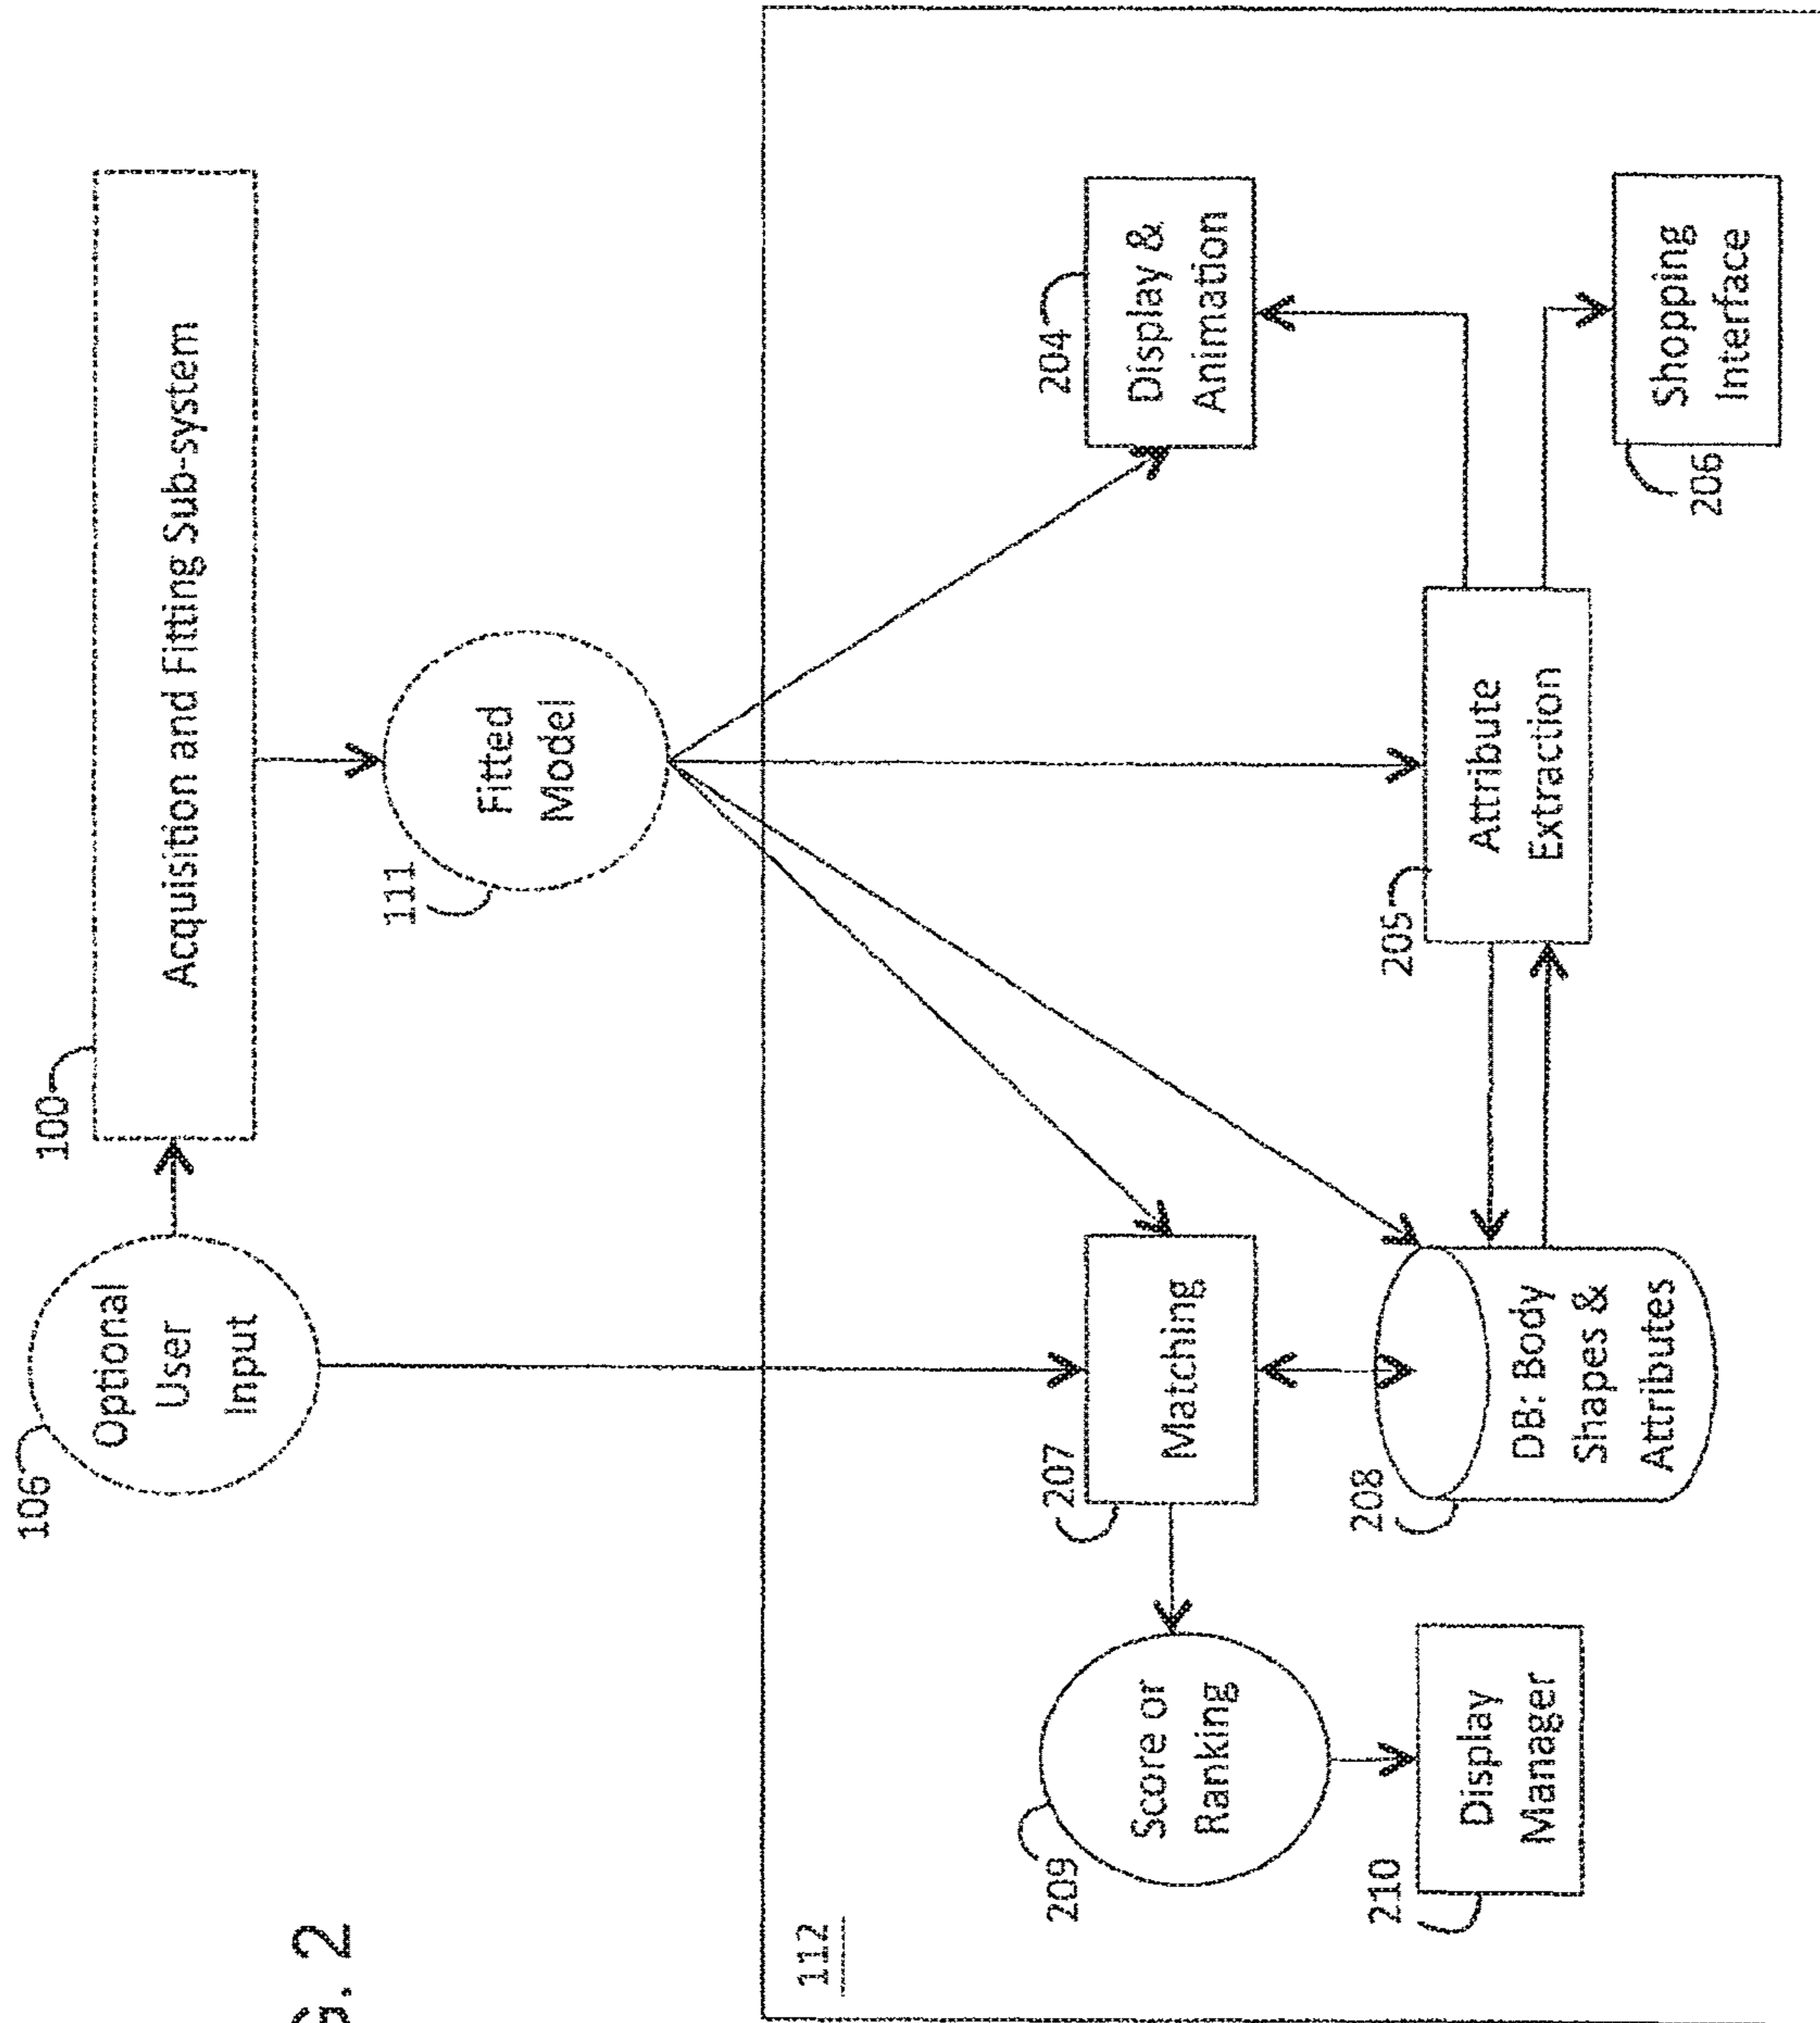 106
Optional
User
Input
100
Acquisition and Fitting Sub-system
111
Fitted
Model
112
209
Score or
Ranking
207
Matching
204
Display &
Animation
210
Display
Manager
208
DB: Body
Shapes &
Attributes
205
Attribute
Extraction
206
Shopping
Interface
G. 2